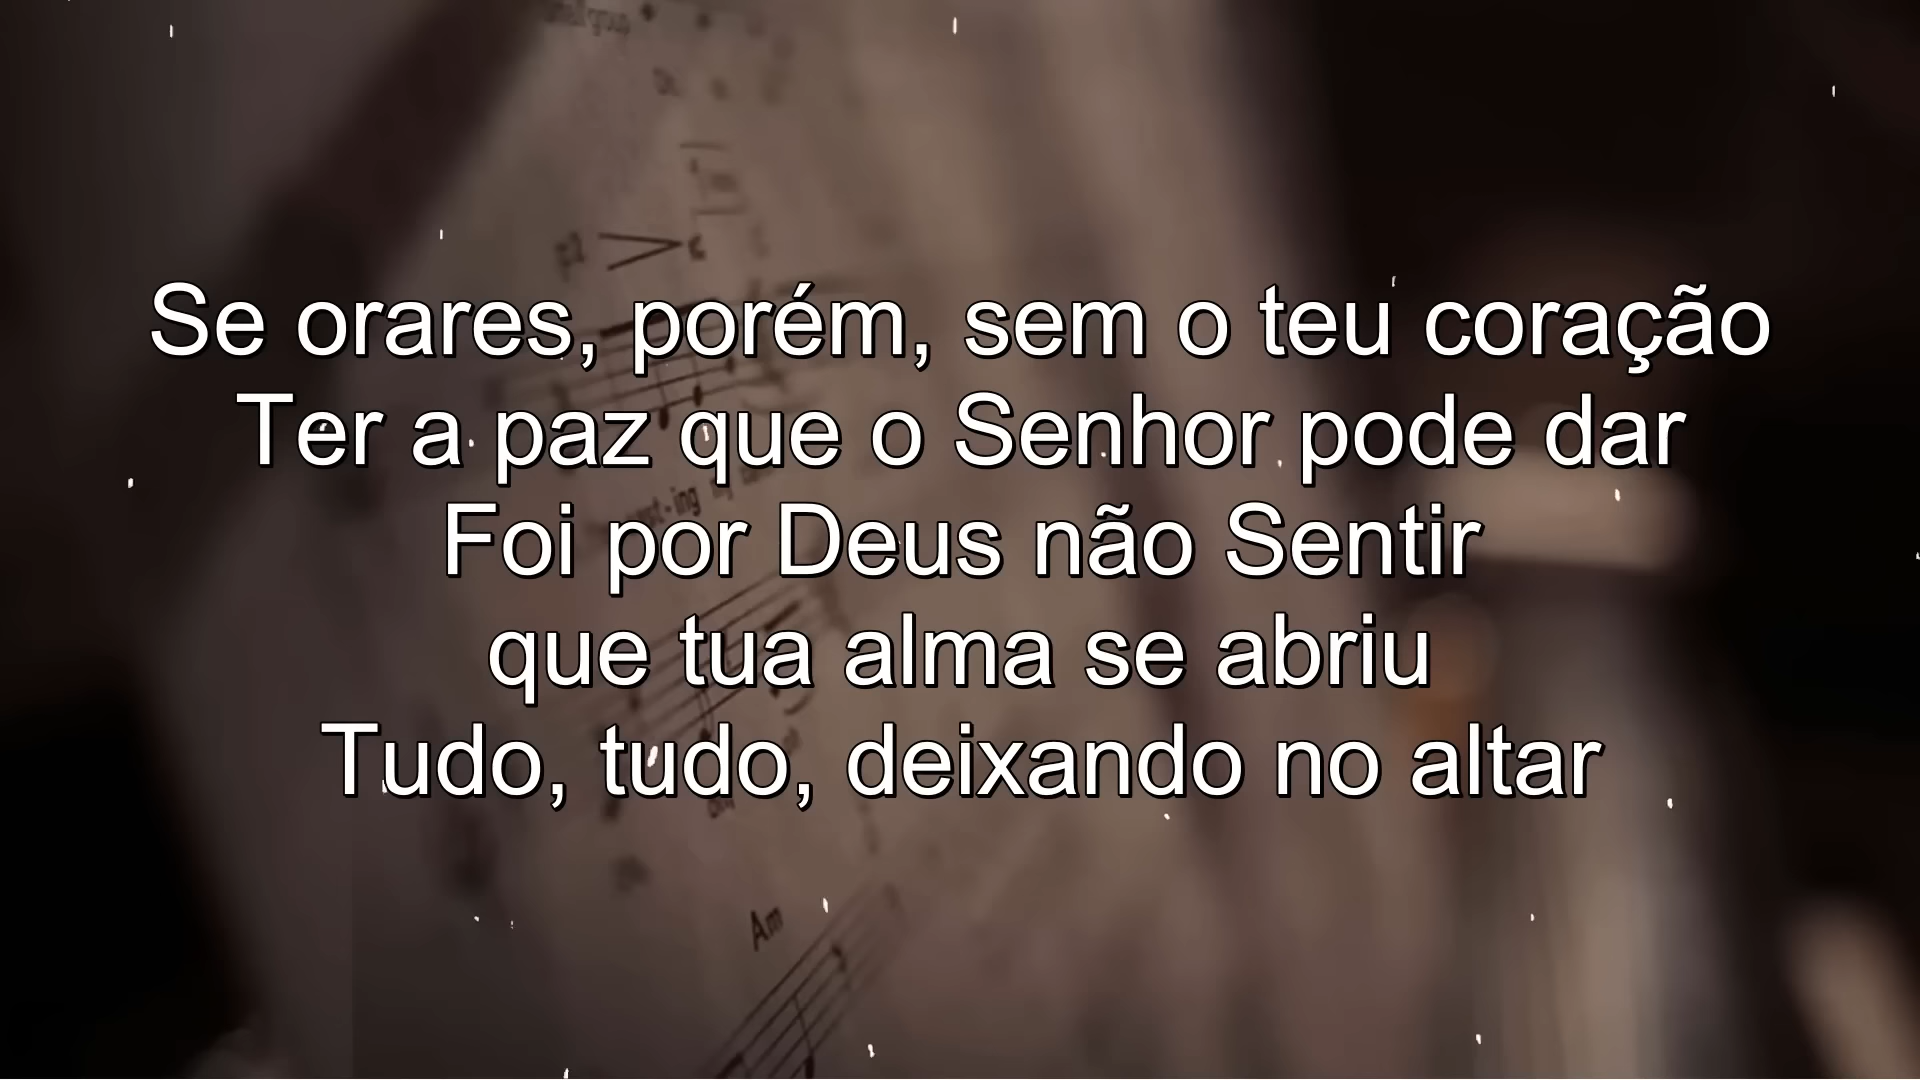 Se orares, porém, sem o teu coração
Ter a paz que o Senhor pode dar
Foi por Deus não Sentir
que tua alma se abriu
Tudo, tudo, deixando no altar
Am